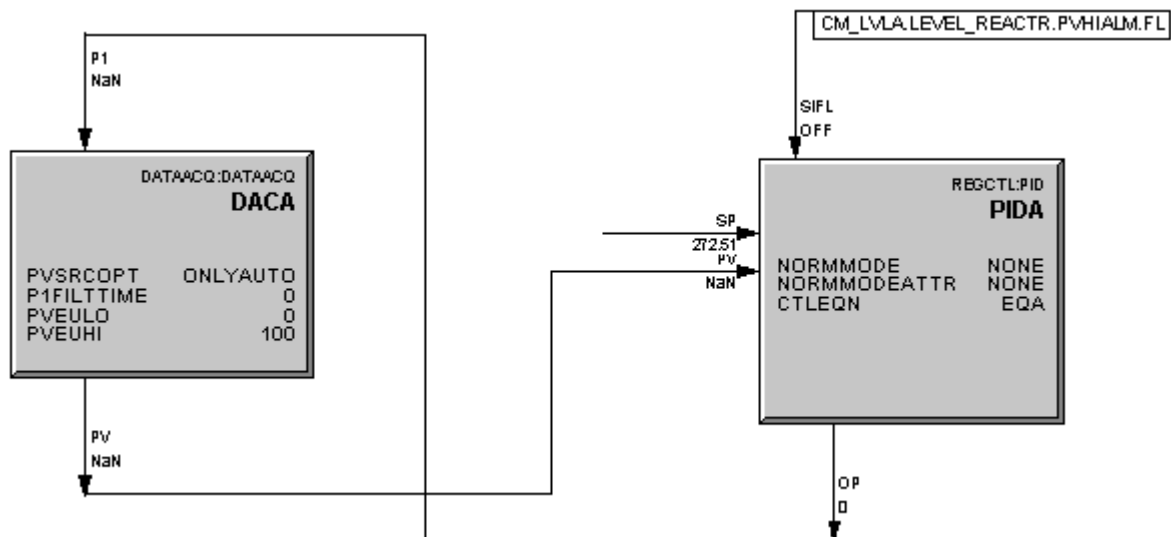 CM_LVLA.LEVEL_REACTR.PVHIALM.FL
P1
NaN
SIFL
OFF
DATAACQ:DATAACQ
DACA
PVSRCOPT ONLYAUTO
P1FILTTIME 0
PVEULO 0
PVEUHI 100
PV
NaN
SP
272.51
PV
NaN
REGCTL:PID
PIDA
NORMMODE NONE
NORMMODEATTR NONE
CTLEQN EQA
OP
0